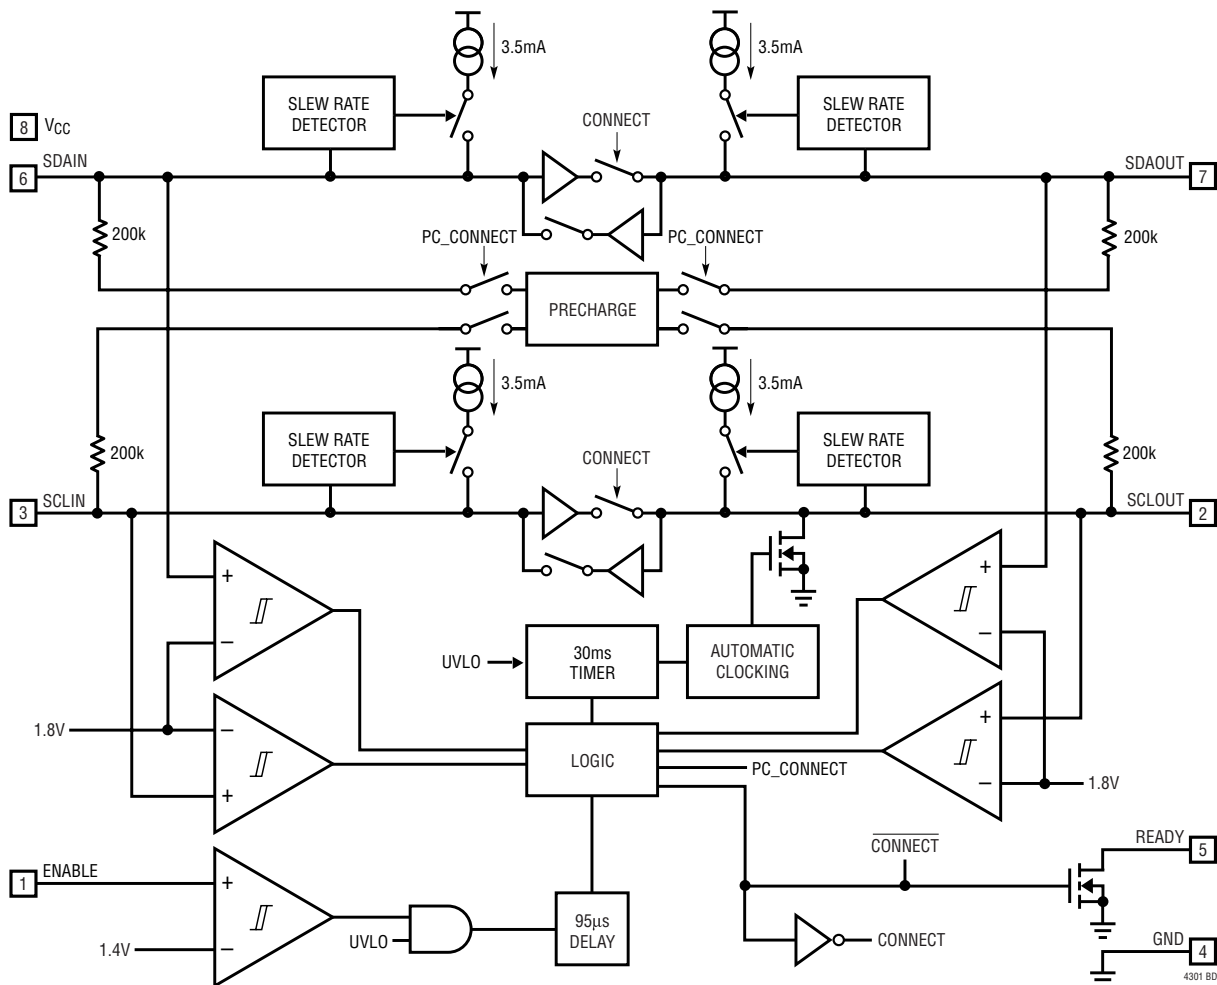 3.5mA
3.5mA
SLEW RATE
DETECTOR
SLEW RATE
DETECTOR
8 VCC
CONNECT
6 SDAIN
SDAOUT 7
200k
PC_CONNECT
PC_CONNECT
200k
PRECHARGE
3.5mA
3.5mA
SLEW RATE
DETECTOR
SLEW RATE
DETECTOR
200k
CONNECT
200k
3 SCLIN
SCLOUT 2
+
+
−
−
UVLO
30ms
TIMER
AUTOMATIC
CLOCKING
1.8V
−
+
LOGIC
PC_CONNECT
+
−
1.8V
CONNECT
READY 5
1 ENABLE
+
1.4V
−
UVLO
95μs
DELAY
CONNECT
GND 4
4301 BD